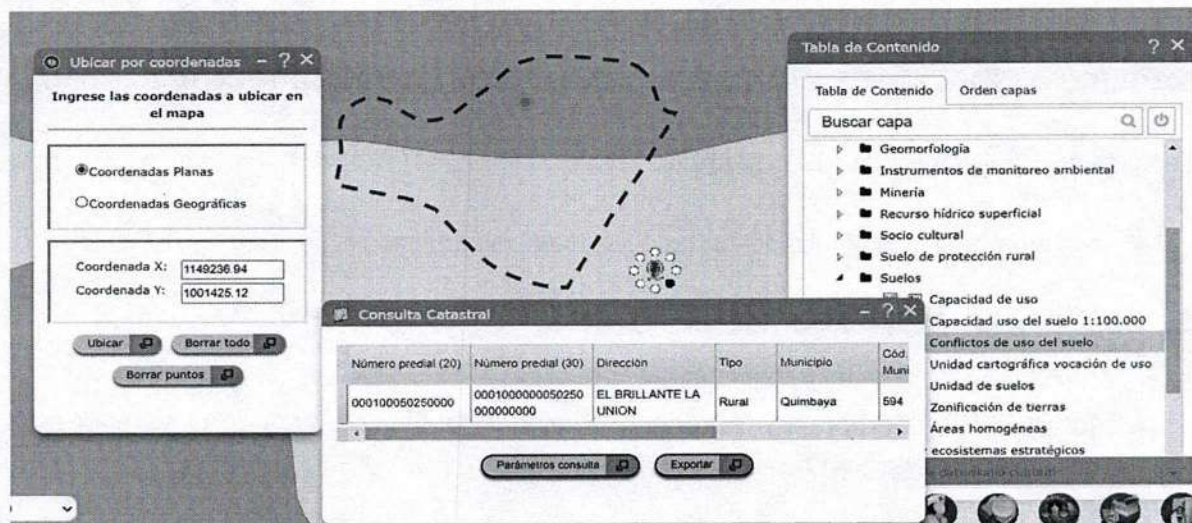 Ubicar por coordenadas – ? ×
Ingrese las coordenadas a ubicar en
el mapa
Coordenadas Planas
Coordenadas Geográficas
Coordenada X: 1149236.94
Coordenada Y: 1001425.12
Ubicar
Borrar todo
Borrar puntos
Tabla de Contenido ? ×
Tabla de Contenido
Orden capas
Buscar capa
Geomorfología
Instrumentos de monitoreo ambiental
Minería
Recurso hídrico superficial
Socio cultural
Suelo de protección rural
Suelos
Capacidad de uso
Capacidad uso del suelo 1:100.000
Conflictos de uso del suelo
Unidad cartográfica vocación de uso
Unidad de suelos
Zonificación de tierras
Áreas homogéneas
ecosistemas estratégicos
Consulta Catastral – ? ×
Número predial (20) Número predial (30) Dirección Tipo Municipio Cód.
Muni
000100050250000 0001000000050250 EL BRILLANTE LA Rural Quimbaya 594
000000000 UNION
Parámetros consulta
Exportar